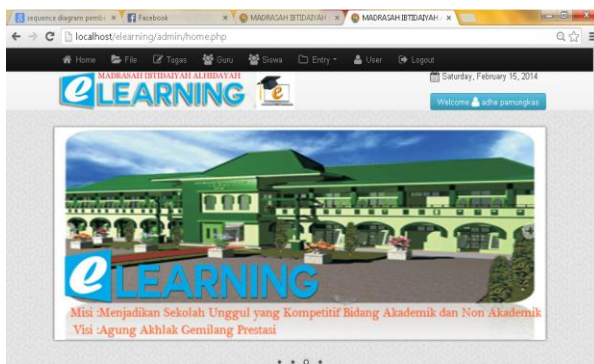 sequence diagram pemb
Facebook
MADRASAH IBTIDAIYAH
MADRASAH IBTIDAIYAH
localhost/elearning/admin/home.php
Home File Tugas Guru Siswa Entry User Logout
MADRASAH IBTIDAIYAH ALHIDAYAH
eLEARNING
Saturday, February 15, 2014
Welcome adhe pamungkas
eLEARNING
Misi :Menjadikan Sekolah Unggul yang Kompetitif Bidang Akademik dan Non Akademik
Visi :Agung Akhlak Gemilang Prestasi